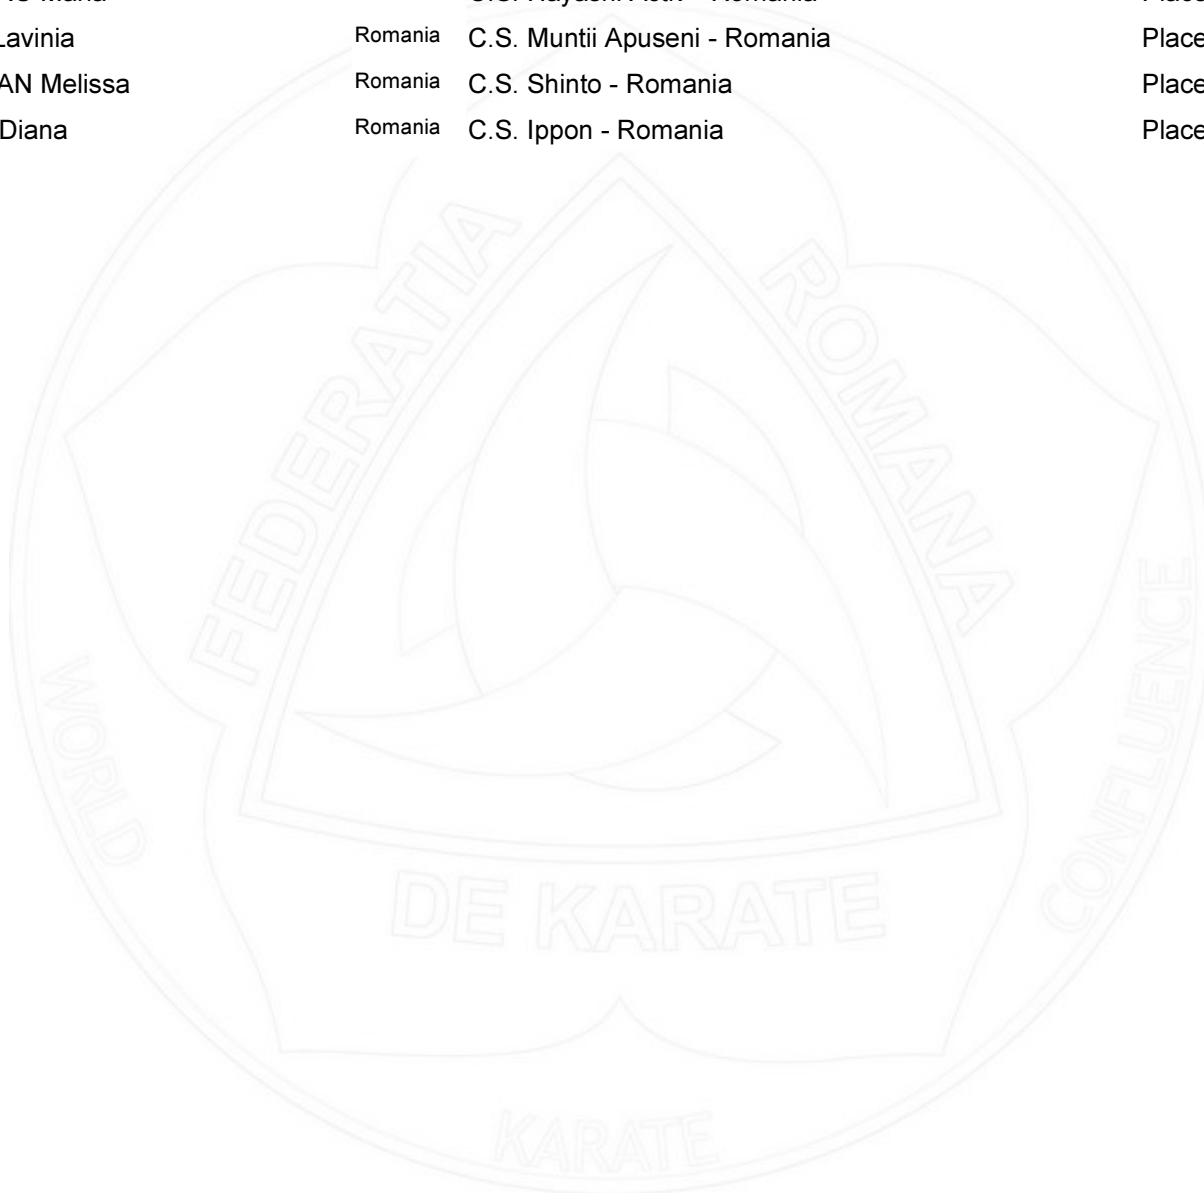 Lavinia Romania C.S. Muntii Apuseni - Romania Place
AN Melissa Romania C.S. Shinto - Romania Place
Diana Romania C.S. Ippon - Romania Place
FEDERATIA ROMANA
DE KARATE
WORLD
CONFLUENCE
KARATE